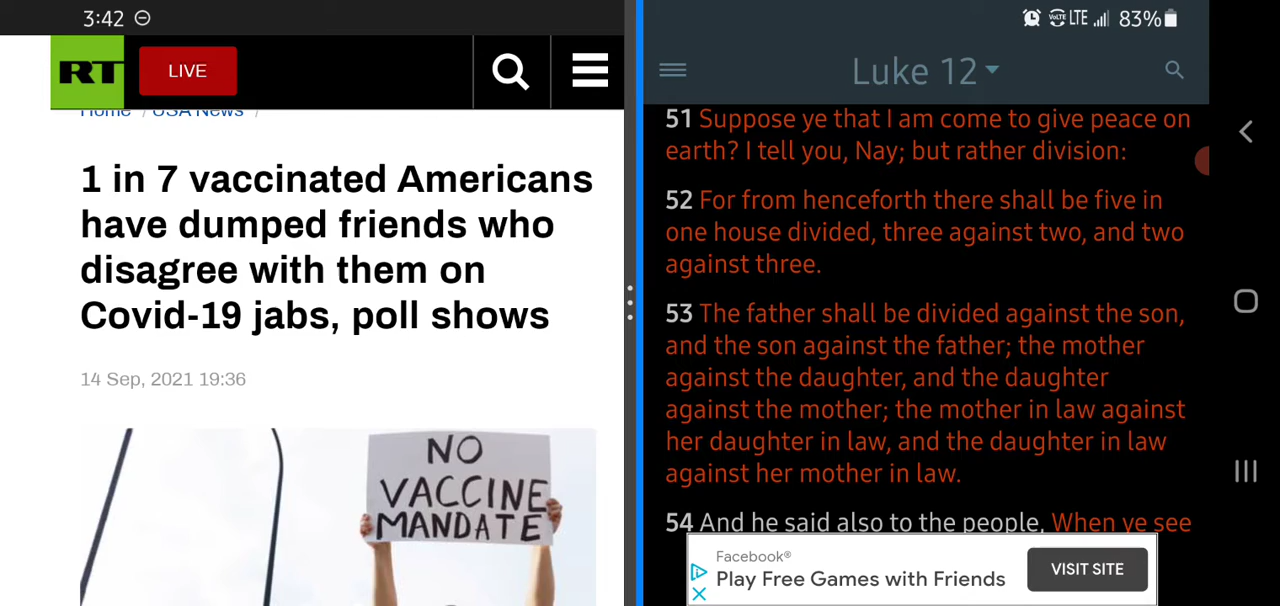 3:42
RT
LIVE
Home / USA News /
1 in 7 vaccinated Americans
have dumped friends who
disagree with them on
Covid-19 jabs, poll shows
14 Sep, 2021 19:36
NO
VACCINE
MANDATE
VoLTE LTE 83%
Luke 12
51 Suppose ye that I am come to give peace on
earth? I tell you, Nay; but rather division:
52 For from henceforth there shall be five in
one house divided, three against two, and two
against three.
53 The father shall be divided against the son,
and the son against the father; the mother
against the daughter, and the daughter
against the mother; the mother in law against
her daughter in law, and the daughter in law
against her mother in law.
54 And he said also to the people, When ye see
Facebook®
Play Free Games with Friends
VISIT SITE